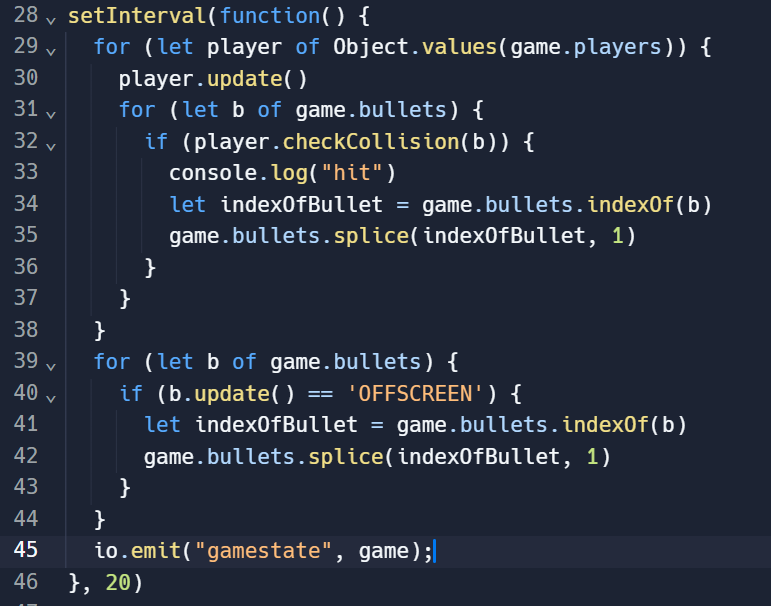 28 setInterval(function() {
29 for (let player of Object.values(game.players)) {
30 player.update()
31 for (let b of game.bullets) {
32 if (player.checkCollision(b)) {
33 console.log("hit")
34 let indexOfBullet = game.bullets.indexOf(b)
35 game.bullets.splice(indexOfBullet, 1)
36 }
37 }
38 }
39 for (let b of game.bullets) {
40 if (b.update() == 'OFFSCREEN') {
41 let indexOfBullet = game.bullets.indexOf(b)
42 game.bullets.splice(indexOfBullet, 1)
43 }
44 }
45 io.emit("gamestate", game);
46 }, 20)